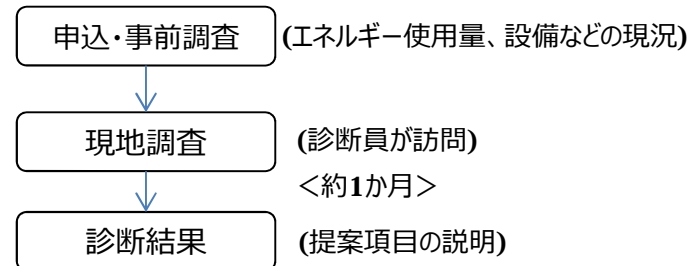 申込・事前調査 (エネルギー使用量、設備などの現況)
現地調査 (診断員が訪問)
＜約1か月＞
診断結果 (提案項目の説明)